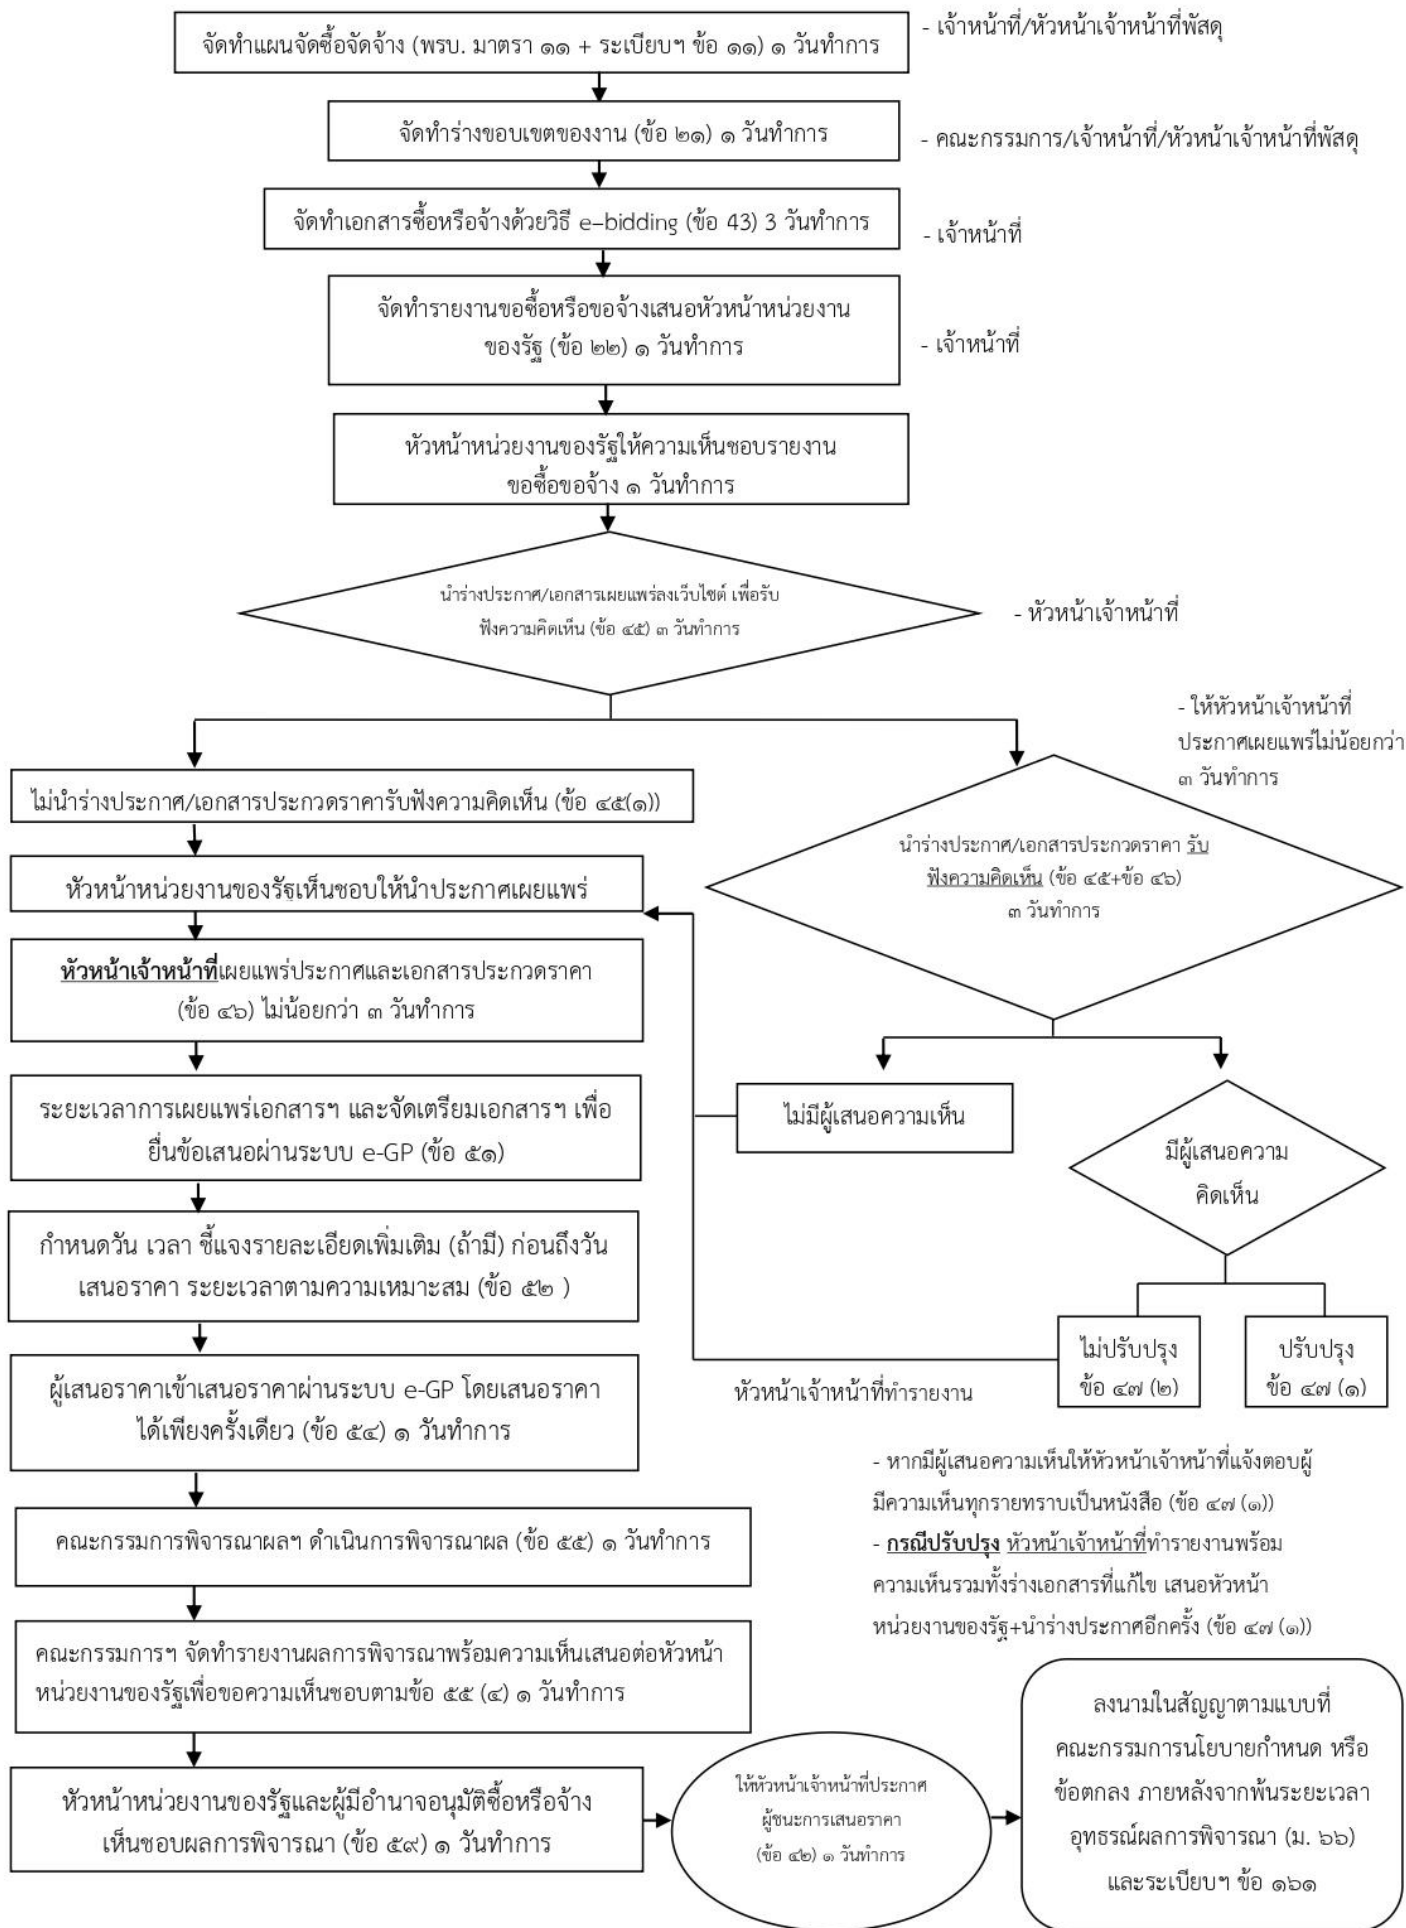 จัดทำแผนจัดซื้อจัดจ้าง (พรบ. มาตรา ๑๑ + ระเบียบฯ ข้อ ๑๑) ๑ วันทำการ
- เจ้าหน้าที่/หัวหน้าเจ้าหน้าที่พัสดุ
จัดทำร่างขอบเขตของงาน (ข้อ ๒๑) ๑ วันทำการ
- คณะกรรมการ/เจ้าหน้าที่/หัวหน้าเจ้าหน้าที่พัสดุ
จัดทำเอกสารซื้อหรือจ้างด้วยวิธี e–bidding (ข้อ 43) 3 วันทำการ
- เจ้าหน้าที่
จัดทำรายงานขอซื้อหรือขอจ้างเสนอหัวหน้าหน่วยงาน
ของรัฐ (ข้อ ๒๒) ๑ วันทำการ
- เจ้าหน้าที่
หัวหน้าหน่วยงานของรัฐให้ความเห็นชอบรายงาน
ขอซื้อขอจ้าง ๑ วันทำการ
นำร่างประกาศ/เอกสารเผยแพร่ลงเว็บไซต์ เพื่อรับ
ฟังความคิดเห็น (ข้อ ๔๕) ๓ วันทำการ
- หัวหน้าเจ้าหน้าที่
- ให้หัวหน้าเจ้าหน้าที่
ประกาศเผยแพร่ไม่น้อยกว่า
๓ วันทำการ
ไม่นำร่างประกาศ/เอกสารประกวดราคารับฟังความคิดเห็น (ข้อ ๔๕(๑))
นำร่างประกาศ/เอกสารประกวดราคา รับ
ฟังความคิดเห็น (ข้อ ๔๕+ข้อ ๔๖)
๓ วันทำการ
หัวหน้าหน่วยงานของรัฐเห็นชอบให้นำประกาศเผยแพร่
หัวหน้าเจ้าหน้าที่เผยแพร่ประกาศและเอกสารประกวดราคา
(ข้อ ๔๖) ไม่น้อยกว่า ๓ วันทำการ
ไม่มีผู้เสนอความเห็น
มีผู้เสนอความ
คิดเห็น
ระยะเวลาการเผยแพร่เอกสารฯ และจัดเตรียมเอกสารฯ เพื่อ
ยื่นข้อเสนอผ่านระบบ e-GP (ข้อ ๕๑)
กำหนดวัน เวลา ชี้แจงรายละเอียดเพิ่มเติม (ถ้ามี) ก่อนถึงวัน
เสนอราคา ระยะเวลาตามความเหมาะสม (ข้อ ๕๒ )
ไม่ปรับปรุง
ข้อ ๔๗ (๒)
ปรับปรุง
ข้อ ๔๗ (๑)
หัวหน้าเจ้าหน้าที่ทำรายงาน
ผู้เสนอราคาเข้าเสนอราคาผ่านระบบ e-GP โดยเสนอราคา
ได้เพียงครั้งเดียว (ข้อ ๕๔) ๑ วันทำการ
- หากมีผู้เสนอความเห็นให้หัวหน้าเจ้าหน้าที่แจ้งตอบผู้
มีความเห็นทุกรายทราบเป็นหนังสือ (ข้อ ๔๗ (๑))
- กรณีปรับปรุง หัวหน้าเจ้าหน้าที่ทำรายงานพร้อม
ความเห็นรวมทั้งร่างเอกสารที่แก้ไข เสนอหัวหน้า
หน่วยงานของรัฐ+นำร่างประกาศอีกครั้ง (ข้อ ๔๗ (๑))
คณะกรรมการพิจารณาผลฯ ดำเนินการพิจารณาผล (ข้อ ๕๕) ๑ วันทำการ
คณะกรรมการฯ จัดทำรายงานผลการพิจารณาพร้อมความเห็นเสนอต่อหัวหน้า
หน่วยงานของรัฐเพื่อขอความเห็นชอบตามข้อ ๕๕ (๔) ๑ วันทำการ
หัวหน้าหน่วยงานของรัฐและผู้มีอำนาจอนุมัติซื้อหรือจ้าง
เห็นชอบผลการพิจารณา (ข้อ ๕๙) ๑ วันทำการ
ให้หัวหน้าเจ้าหน้าที่ประกาศ
ผู้ชนะการเสนอราคา
(ข้อ ๔๒) ๑ วันทำการ
ลงนามในสัญญาตามแบบที่
คณะกรรมการนโยบายกำหนด หรือ
ข้อตกลง ภายหลังจากพ้นระยะเวลา
อุทธรณ์ผลการพิจารณา (ม. ๖๖)
และระเบียบฯ ข้อ ๑๖๑